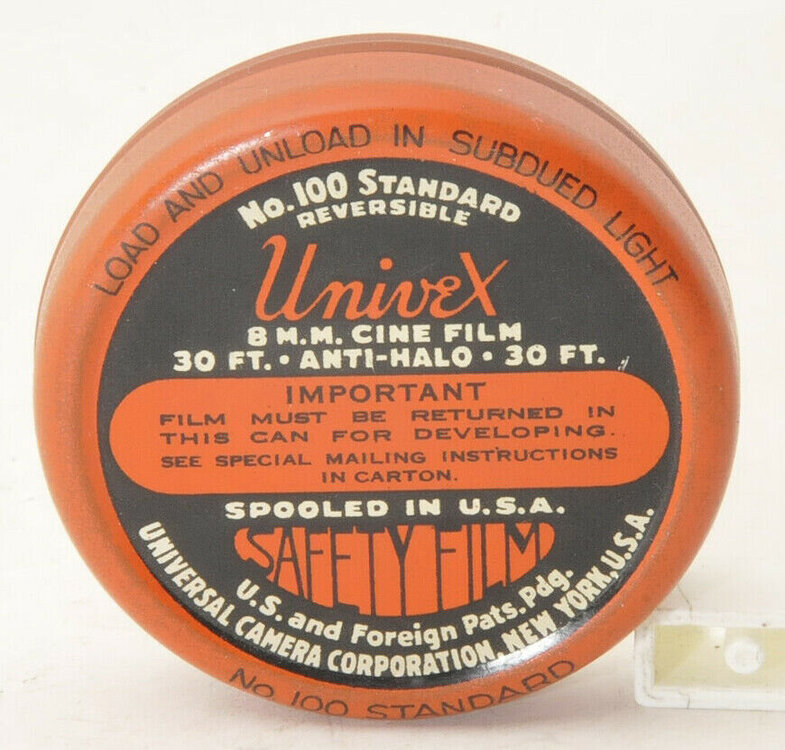 LOAD AND UNLOAD IN SUBDUED LIGHT
No. 100 STANDARD
REVERSIBLE
Univex
8 M.M. CINE FILM
30 FT. • ANTI-HALO • 30 FT.
IMPORTANT
FILM MUST BE RETURNED IN
THIS CAN FOR DEVELOPING.
SEE SPECIAL MAILING INSTRUCTIONS
IN CARTON.
SPOOLED IN U.S.A.
SAFETY FILM
U.S. and Foreign Pats. Pdg.
UNIVERSAL CAMERA CORPORATION, NEW YORK, U.S.A.
No. 100 STANDARD